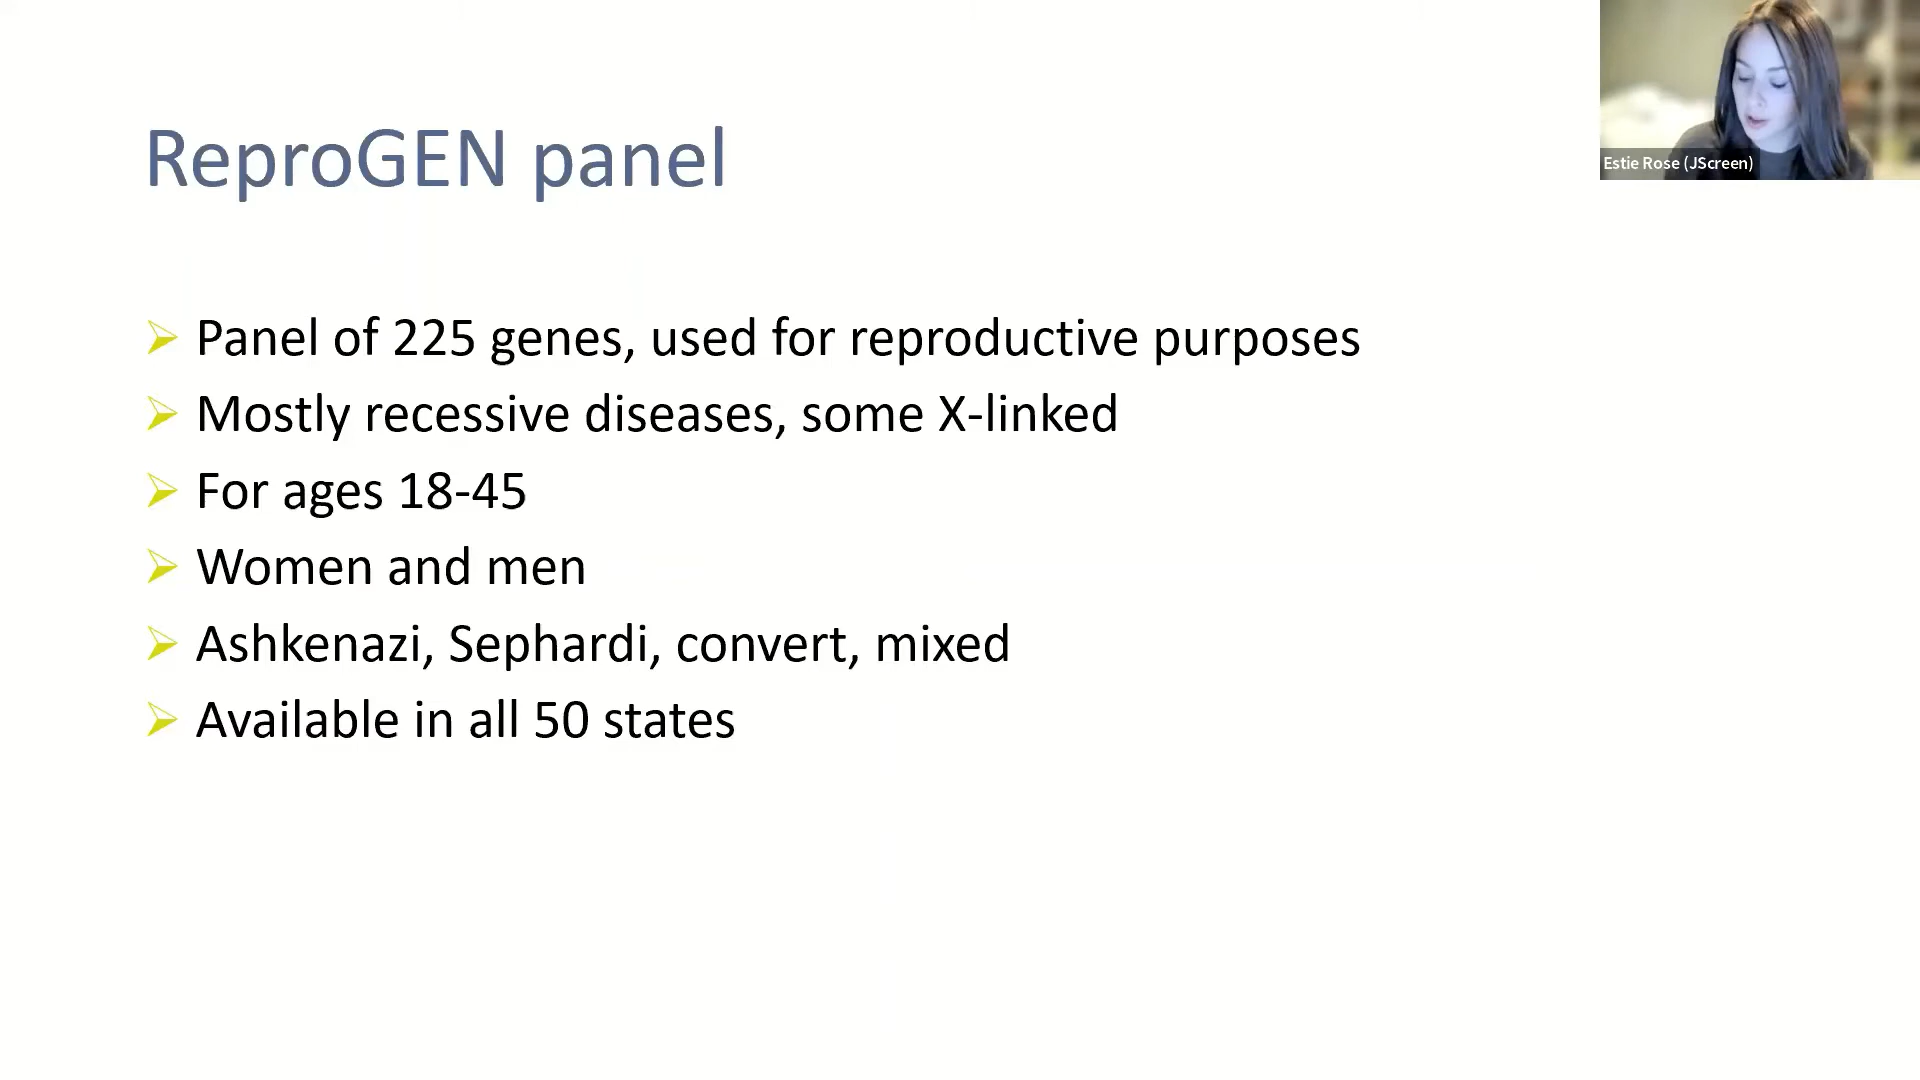 ReproGEN panel
Panel of 225 genes, used for reproductive purposes
Mostly recessive diseases, some X-linked
For ages 18-45
Women and men
Ashkenazi, Sephardi, convert, mixed
Available in all 50 states
Estie Rose (JScreen)